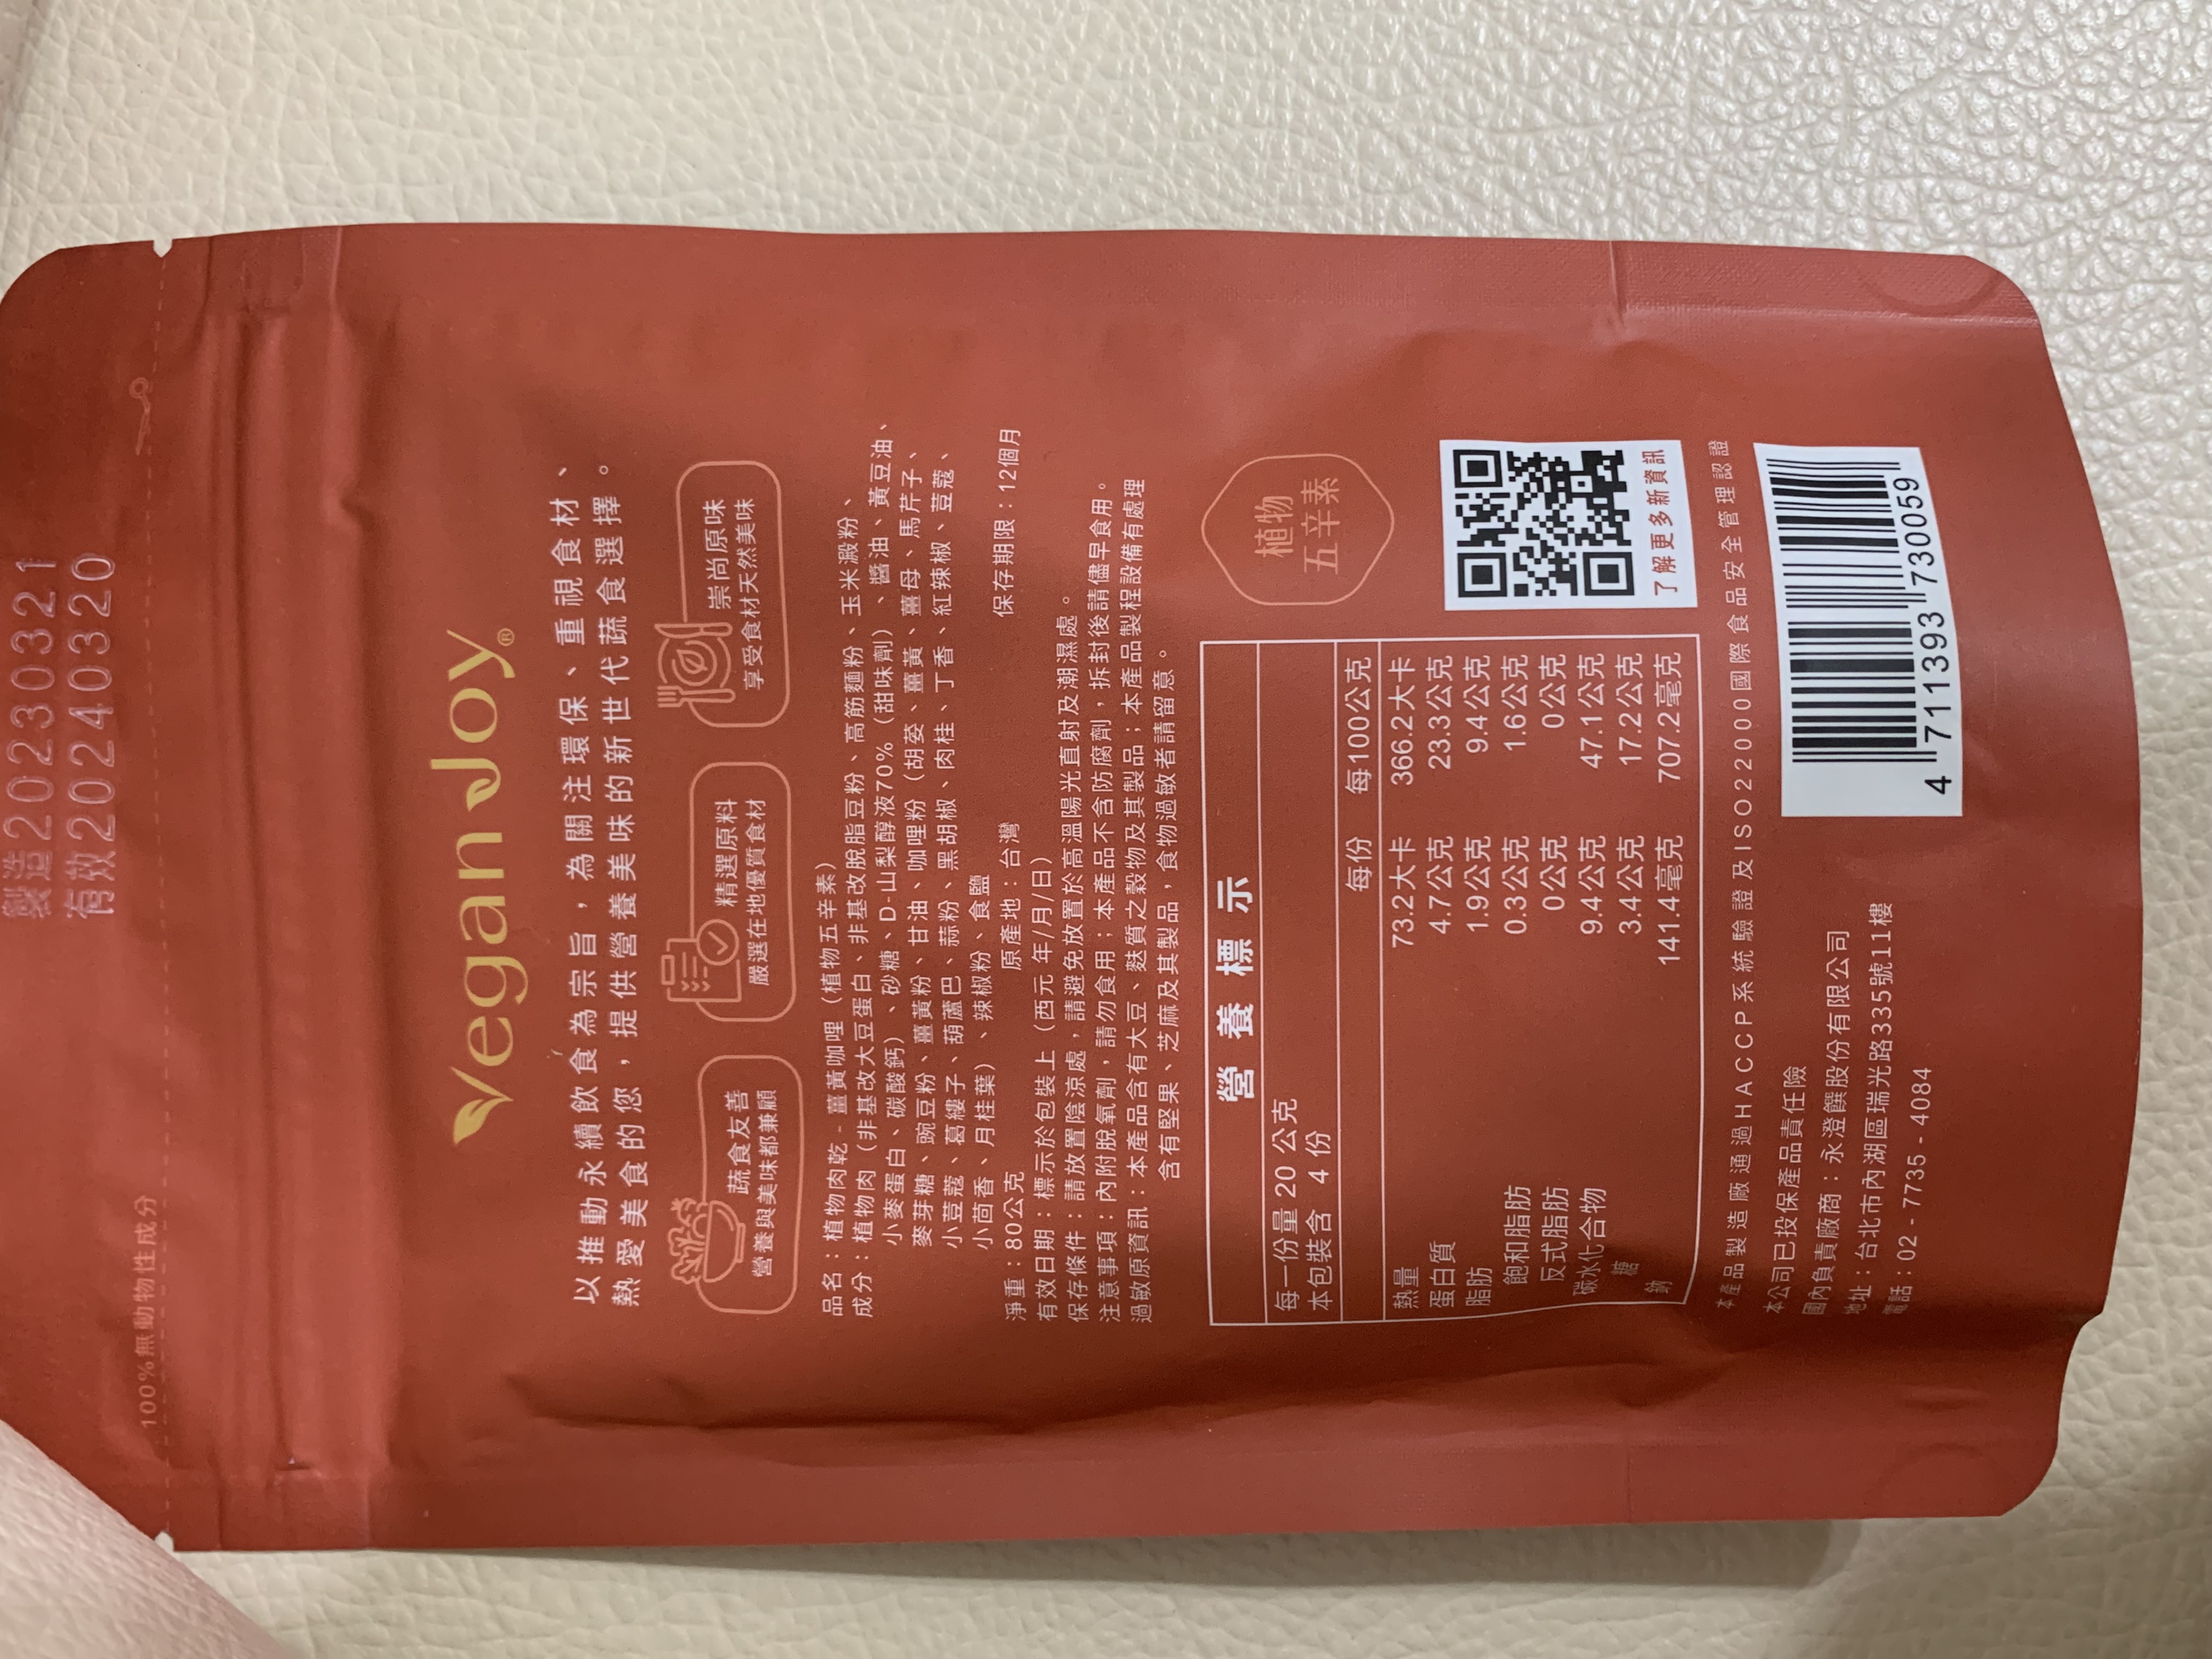 製造20230321
有效20240320
100%無動物性成分
Vegan Joy®
以推動永續飲食為宗旨，為關注環保、重視食材、
熱愛美食的您，提供營養美味的新世代蔬食選擇。
蔬食友善
營養與美味都兼顧
精選原料
嚴選在地優質食材
崇尚原味
享受食材天然美味
品名：植物肉乾-薑黃咖哩（植物五辛素）
成分：植物肉（非基改大豆蛋白、非基改脫脂豆粉、高筋麵粉、玉米澱粉、
小麥蛋白、碳酸鈣）、砂糖、D-山梨醇液70%（甜味劑）、醬油、黃豆油、
麥芽糖、豌豆粉、薑黃粉、甘油、咖哩粉（胡荽、薑黃、薑母、馬芹子、
小荳蔻、葛縷子、葫蘆巴、蒜粉、黑胡椒、肉桂、丁香、紅辣椒、荳蔻、
小茴香、月桂葉）、辣椒粉、食鹽
淨重：80公克 原產地：台灣 保存期限：12個月
有效日期：標示於包裝上（西元 年/月/日）
保存條件：請放置陰涼處，請避免放置於高溫陽光直射及潮濕處。
注意事項：內附脫氧劑，請勿食用；本產品不含防腐劑，拆封後請儘早食用。
過敏原資訊：本產品含有大豆、麩質之穀物及其製品；本產品製程設備有處理
含有堅果、芝麻及其製品，食物過敏者請留意。
營養標示
每一份量 20 公克
本包裝含 4 份
每份 每100公克
熱量 73.2大卡 366.2大卡
蛋白質 4.7公克 23.3公克
脂肪 1.9公克 9.4公克
飽和脂肪 0.3公克 1.6公克
反式脂肪 0公克 0公克
碳水化合物 9.4公克 47.1公克
糖 3.4公克 17.2公克
鈉 141.4毫克 707.2毫克
植物
五辛素
了解更多新資訊
本產品製造廠通過HACCP系統驗證及ISO22000國際食品安全管理認證
本公司已投保產品責任險
國內負責廠商：永澄饌股份有限公司
地址：台北市內湖區瑞光路335號11樓
電話：02-7735-4084
4 711393 730059